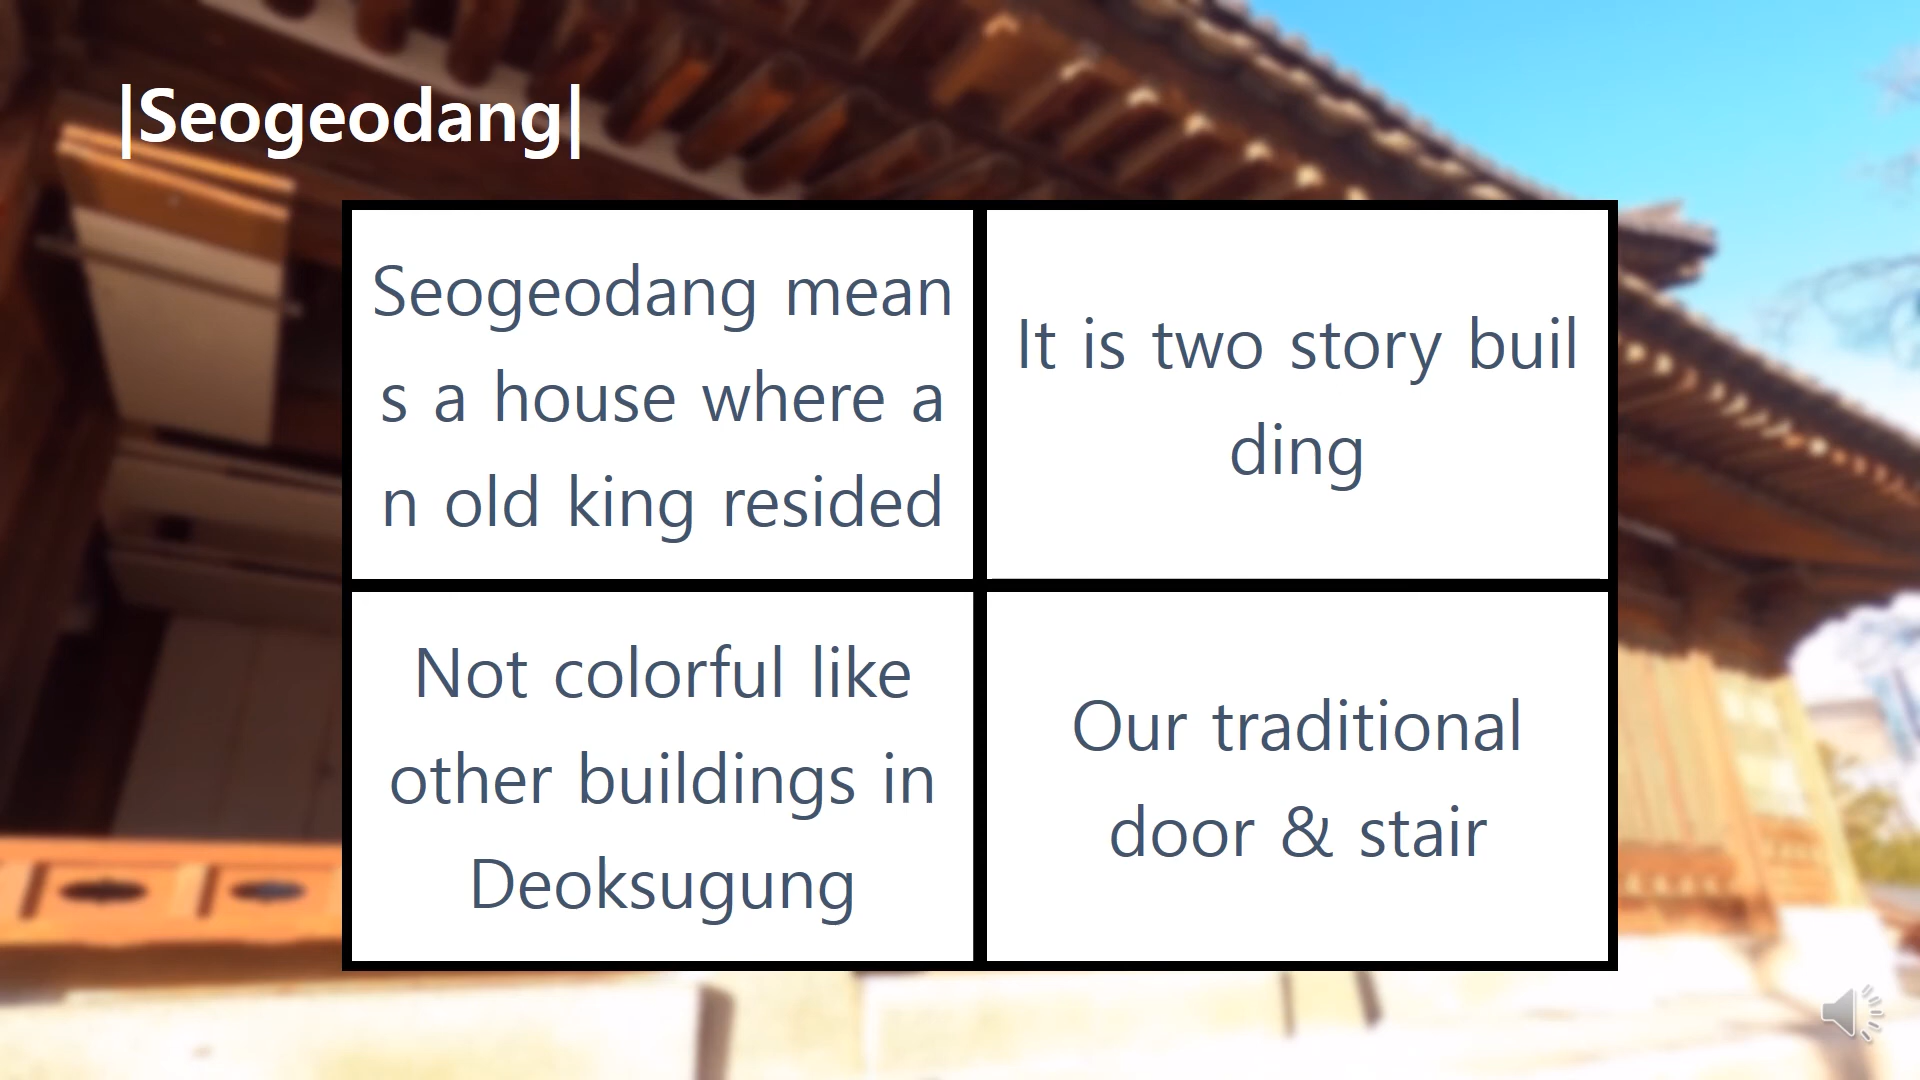 |Seogeodang|
Seogeodang mean
s a house where a
n old king resided
It is two story buil
ding
Not colorful like
other buildings in
Deoksugung
Our traditional
door & stair